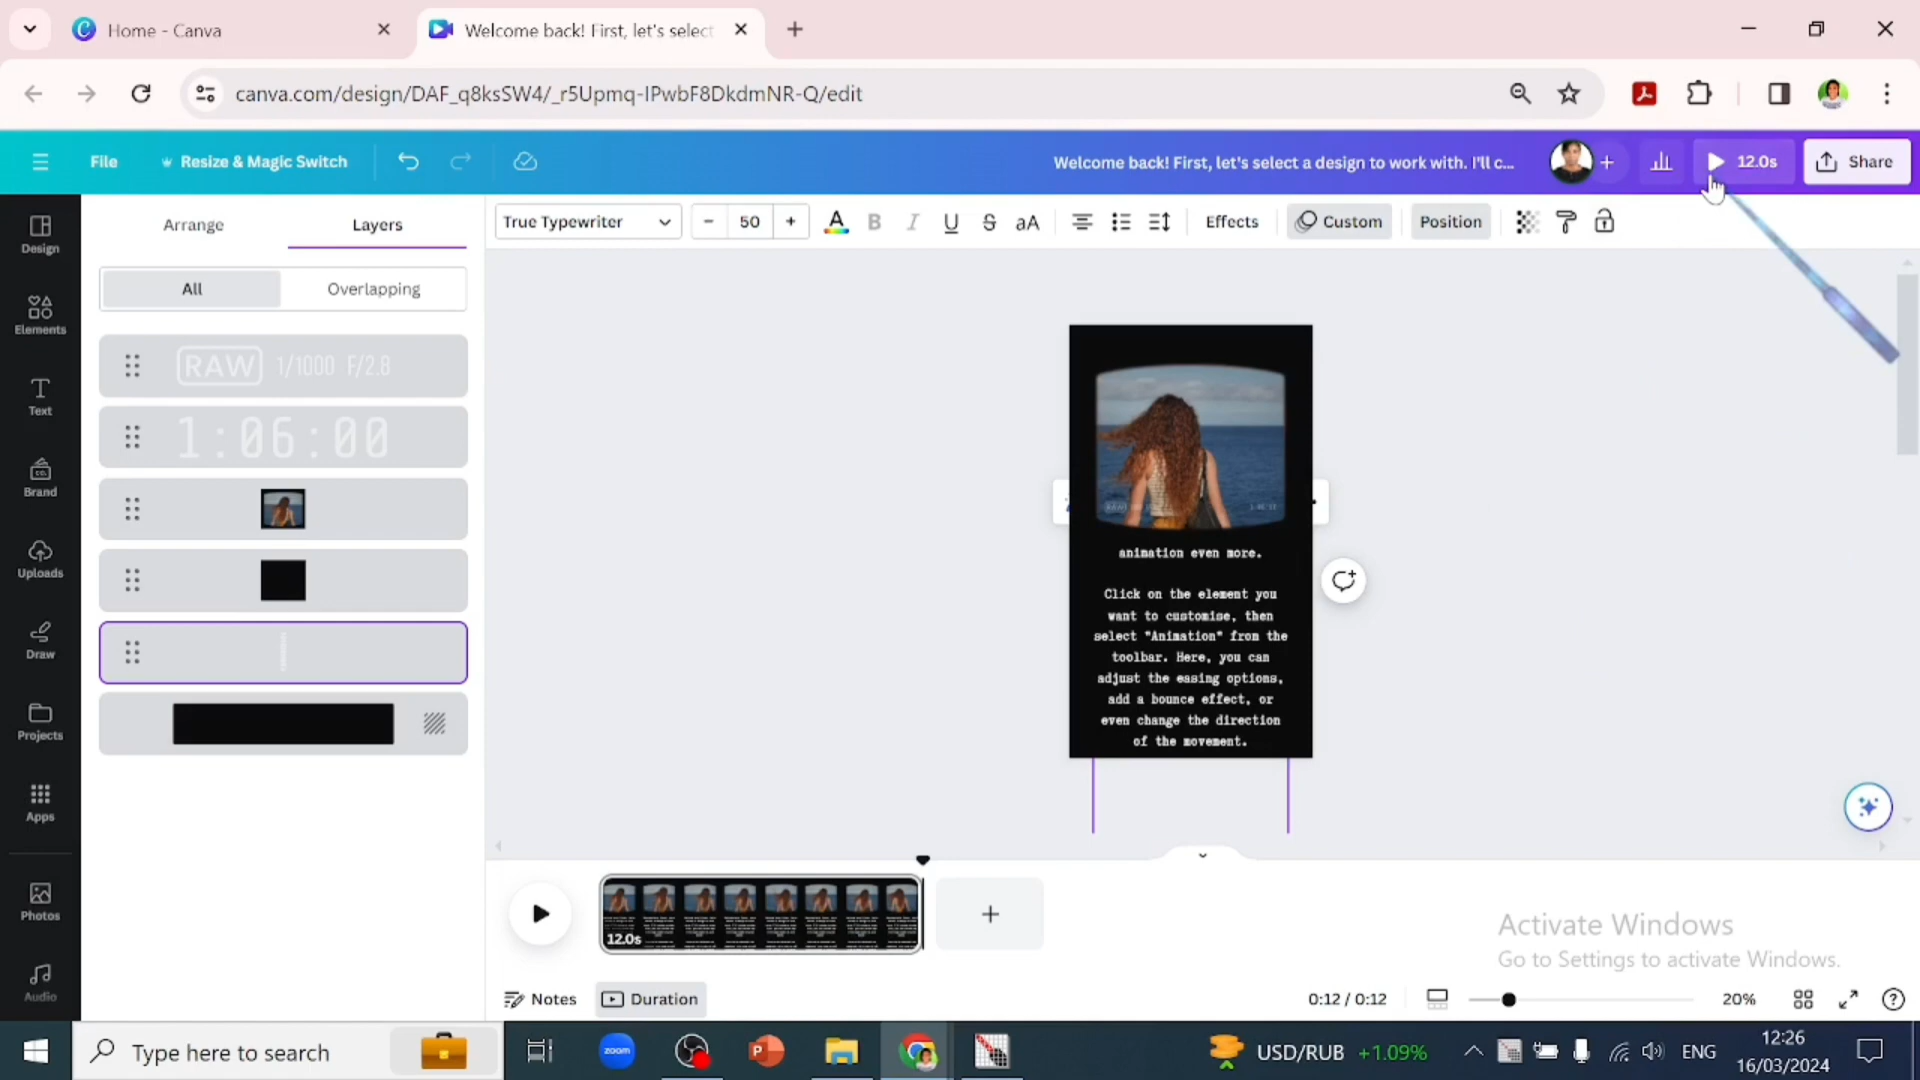 Home - Canva
Welcome back! First, let's select
canva.com/design/DAF_q8ksSW4/_r5Upmq-IPwbF8DkdmNR-Q/edit
File
Resize & Magic Switch
Welcome back! First, let's select a design to work with. I'll c...
12.0s
Share
Arrange
Layers
True Typewriter
50
Effects
Custom
Position
Design
Elements
Text
Brand
Uploads
Draw
Projects
Apps
Photos
Audio
All
Overlapping
RAW 1/1000 F/2.8
1:06:00
animation even more.
Click on the element you
want to customise, then
select "Animation" from the
toolbar. Here, you can
adjust the easing options,
add a bounce effect, or
even change the direction
of the movement.
12.0s
Notes
Duration
0:12 / 0:12
20%
Activate Windows
Go to Settings to activate Windows.
Type here to search
zoom
USD/RUB +1.09%
ENG
12:26
16/03/2024